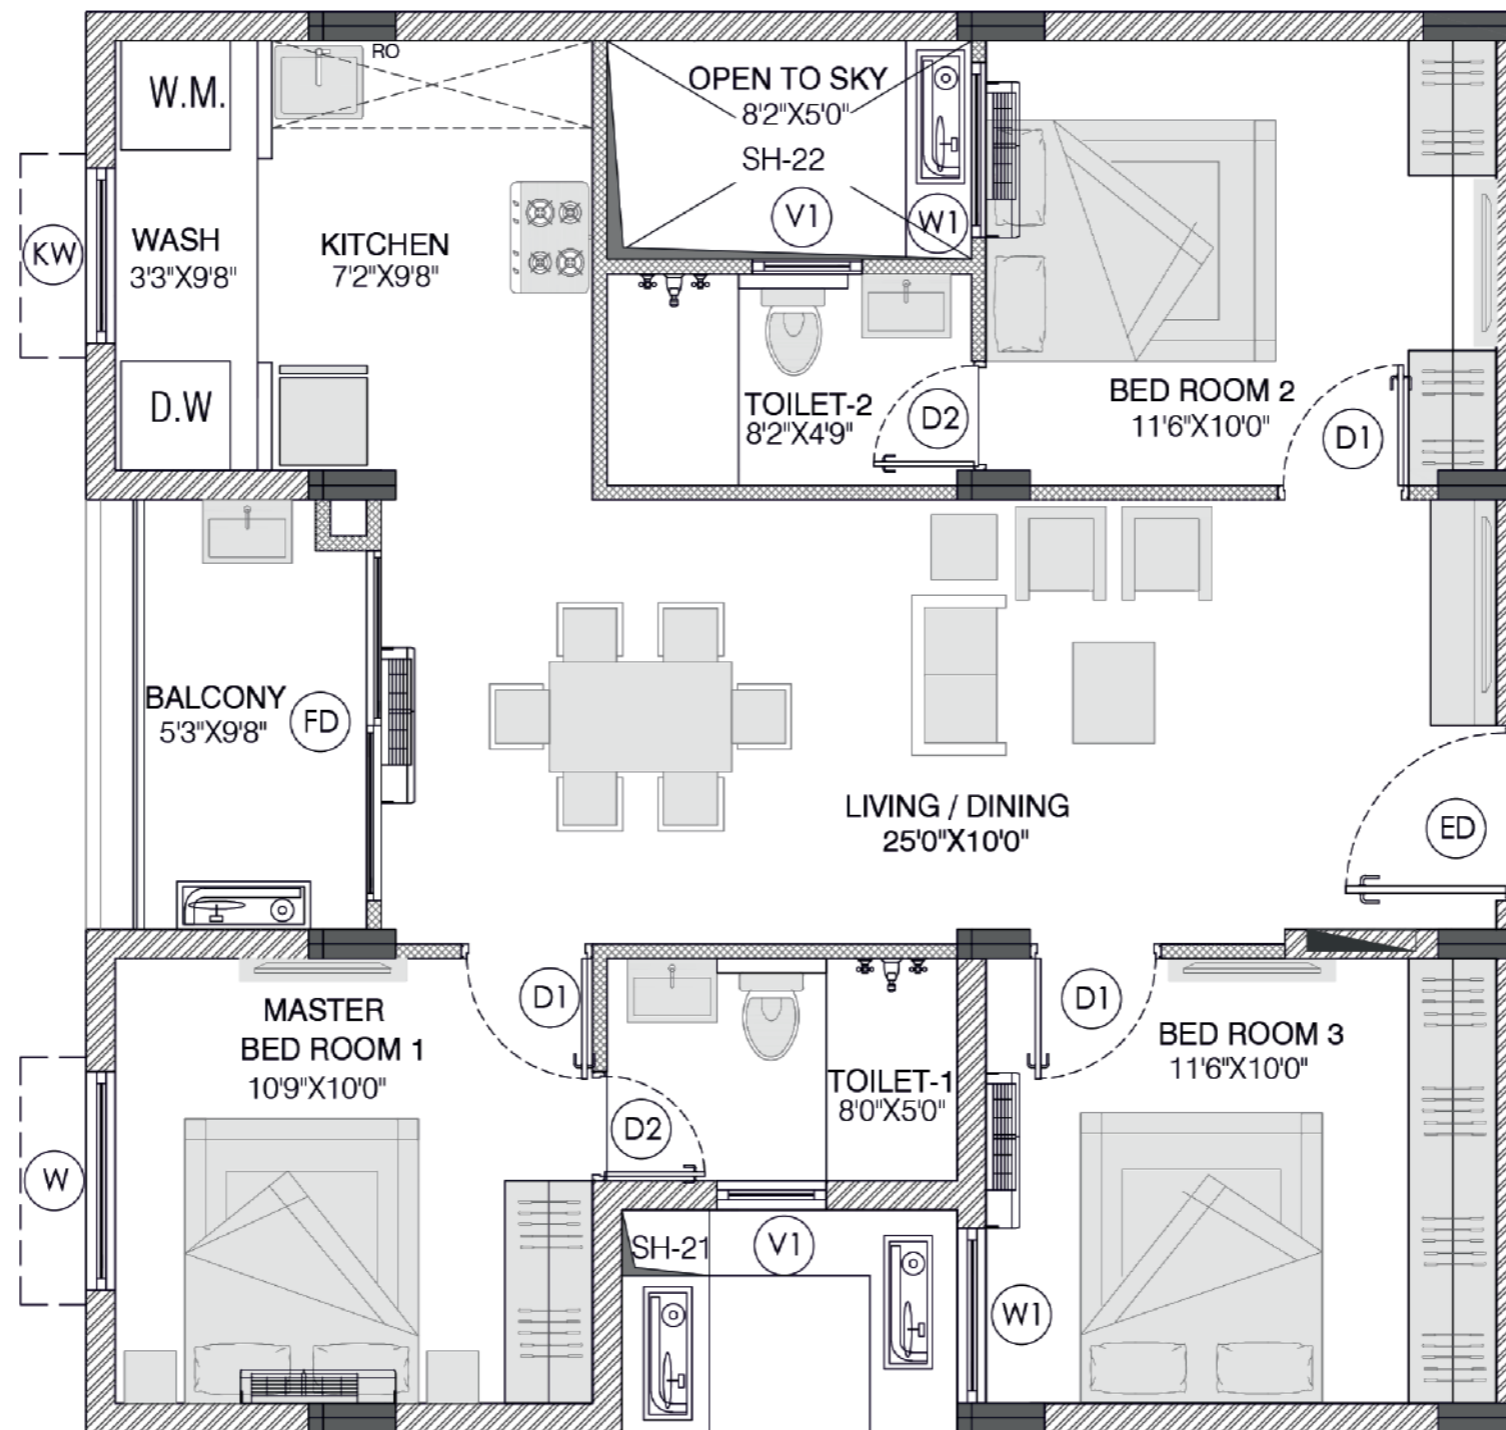 RO
W.M.
OPEN TO SKY
8'2"X5'0"
SH-22
V1
W1
KW
WASH
3'3"X9'8"
KITCHEN
7'2"X9'8"
D.W
TOILET-2
8'2"X4'9"
D2
BED ROOM 2
11'6"X10'0"
D1
BALCONY
5'3"X9'8"
FD
LIVING / DINING
25'0"X10'0"
ED
MASTER
BED ROOM 1
10'9"X10'0"
D1
D1
BED ROOM 3
11'6"X10'0"
TOILET-1
8'0"X5'0"
D2
W
SH-21
V1
W1